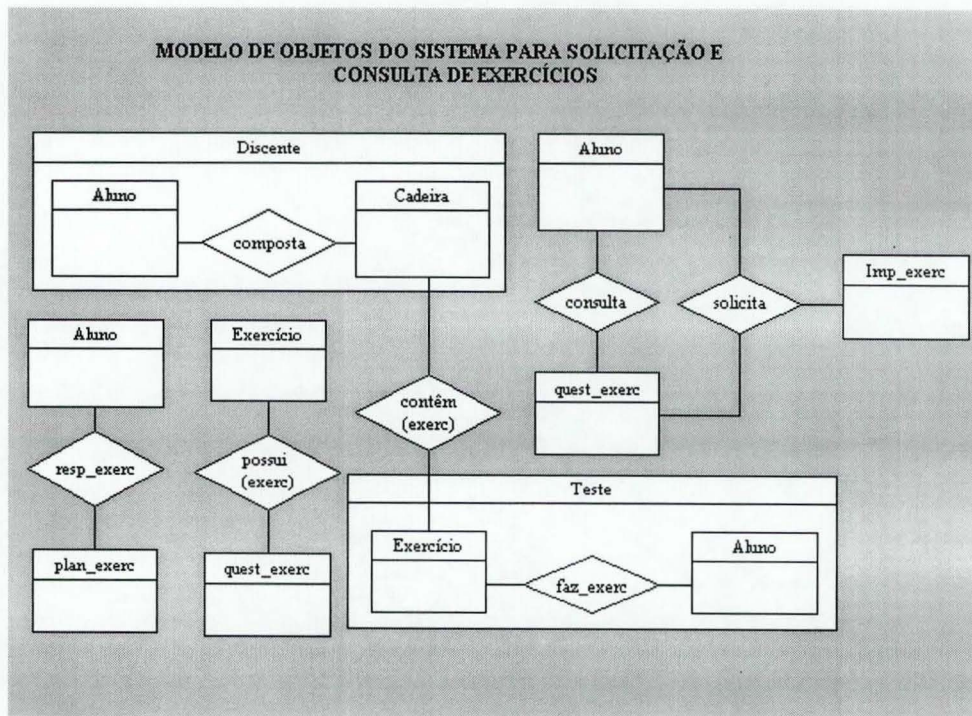 MODELO DE OBJETOS DO SISTEMA PARA SOLICITAÇÃO E
CONSULTA DE EXERCÍCIOS
Discente
Aluno
Cadeira
composta
Aluno
consulta
solicita
Imp_exerc
quest_exerc
Aluno
resp_exerc
plan_exerc
Exercício
possui
(exerc)
quest_exerc
contêm
(exerc)
Teste
Exercício
faz_exerc
Aluno